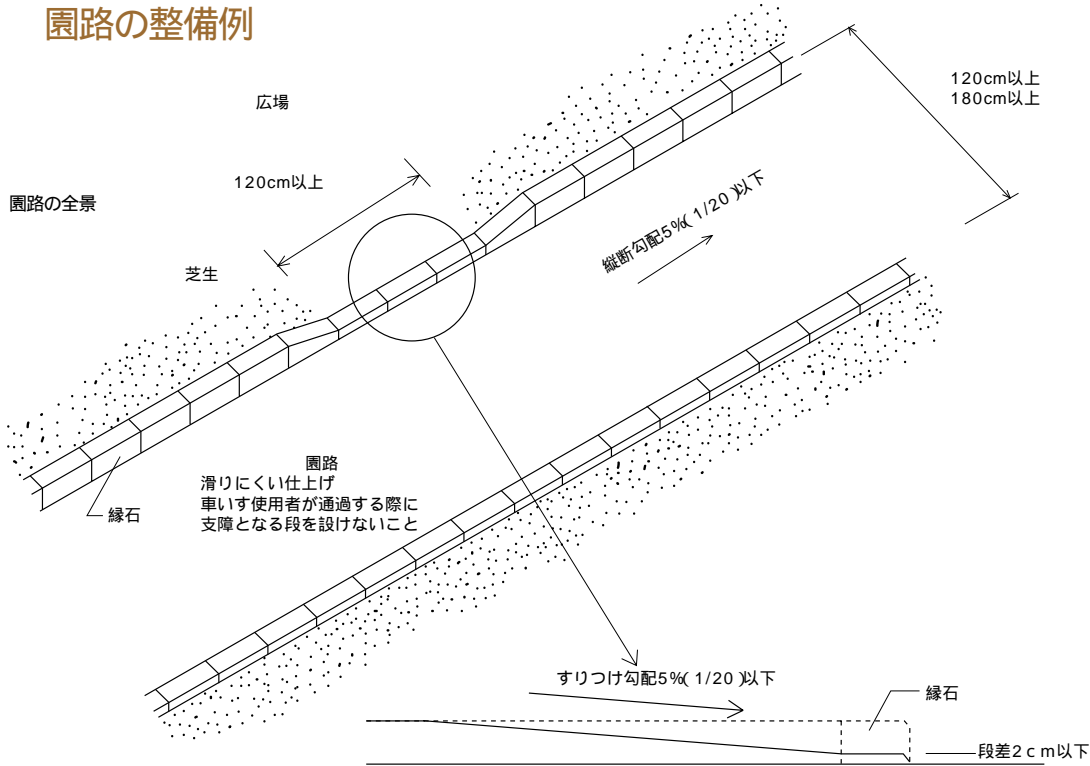 園路の整備例
広場
120cm以上
180cm以上
120cm以上
園路の全景
縦断勾配5%(1/20)以下
芝生
園路
滑りにくい仕上げ
車いす使用者が通過する際に
支障となる段を設けないこと
縁石
すりつけ勾配5%(1/20)以下
縁石
段差2cm以下